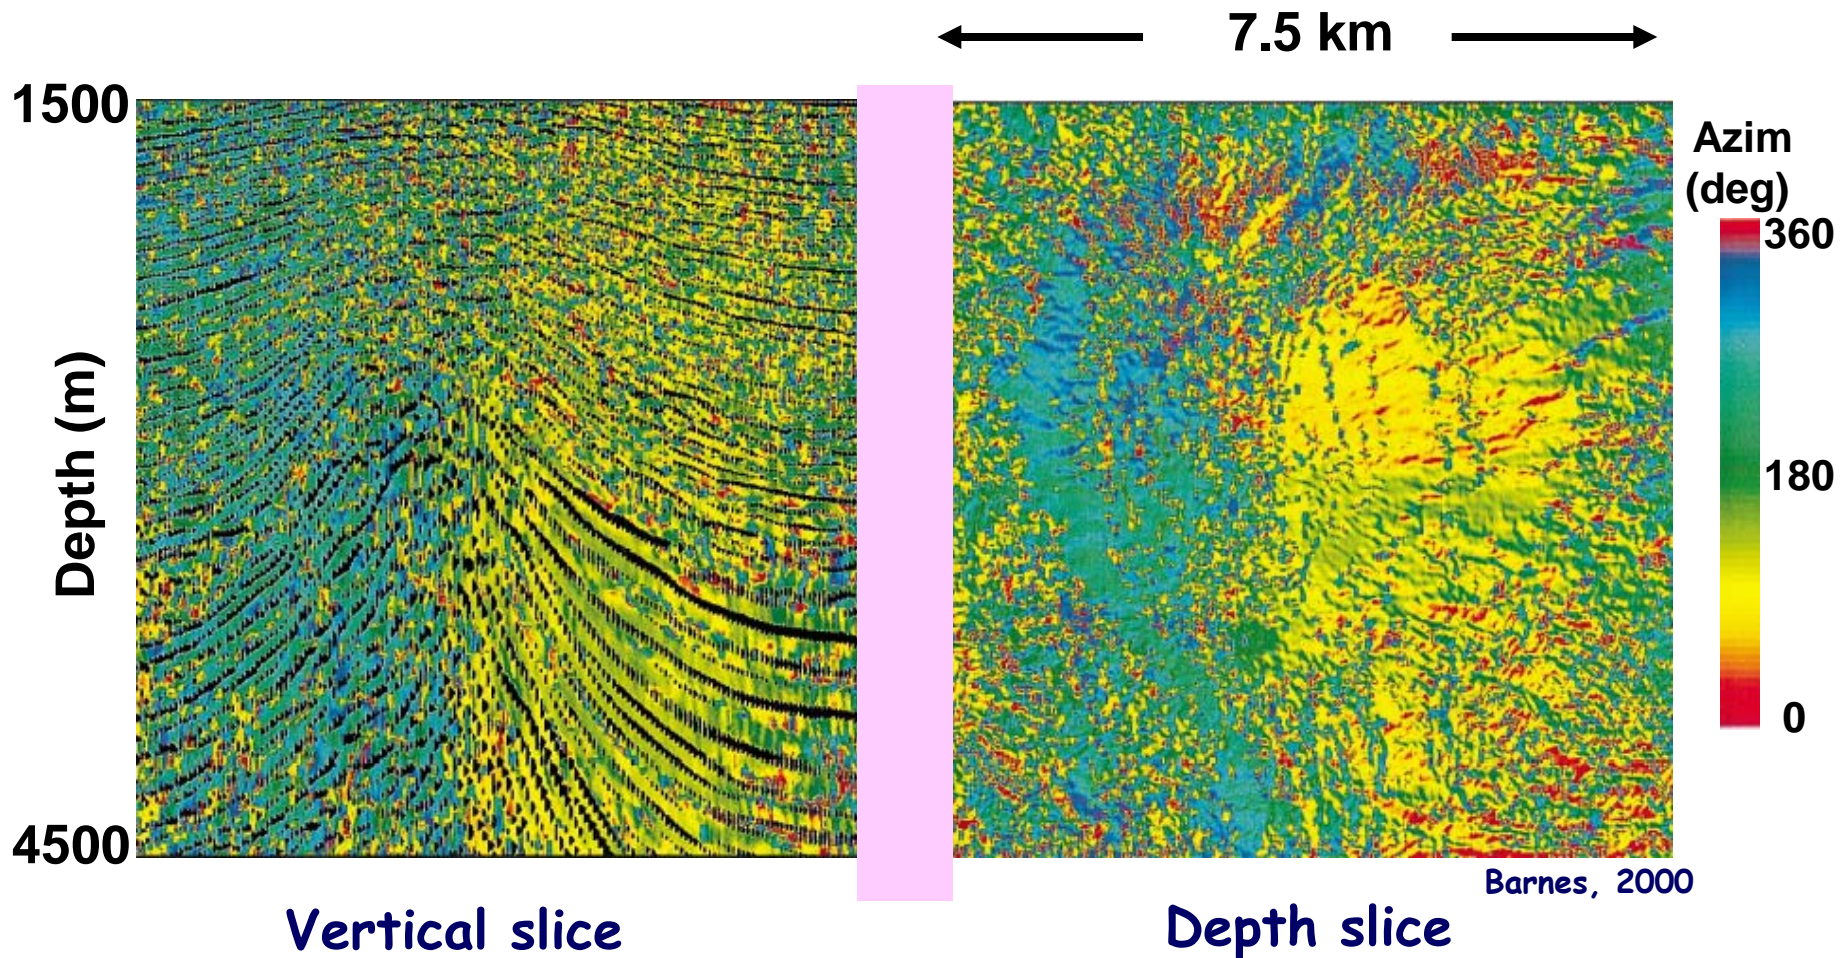 7.5 km
1500
Depth (m)
4500
Azim
(deg)
360
180
0
Barnes, 2000
Vertical slice
Depth slice